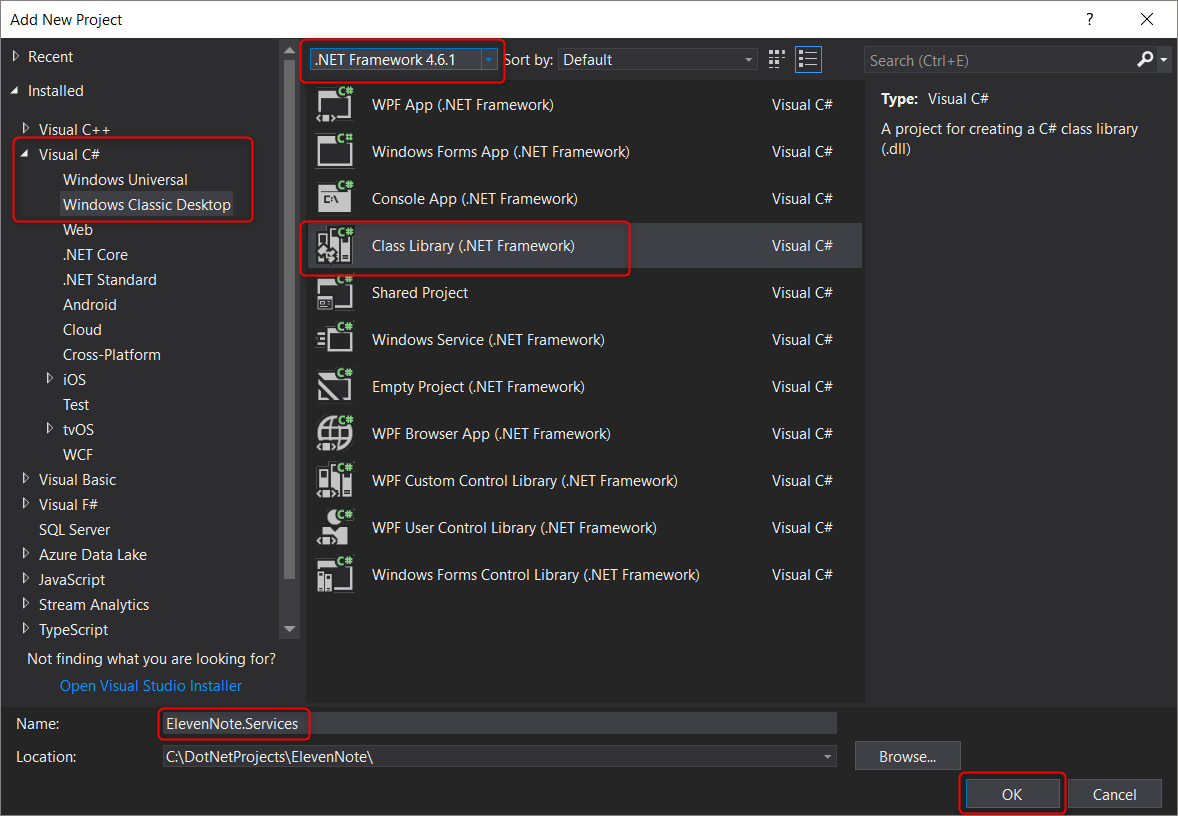 Add New Project
?
Recent
Installed
Visual C++
Visual C#
Windows Universal
Windows Classic Desktop
Web
.NET Core
.NET Standard
Android
Cloud
Cross-Platform
iOS
Test
tvOS
WCF
Visual Basic
Visual F#
SQL Server
Azure Data Lake
JavaScript
Stream Analytics
TypeScript
Not finding what you are looking for?
Open Visual Studio Installer
.NET Framework 4.6.1 Sort by: Default
C# WPF App (.NET Framework) Visual C#
C# Windows Forms App (.NET Framework) Visual C#
C# Console App (.NET Framework) Visual C#
C# Class Library (.NET Framework) Visual C#
C# Shared Project Visual C#
C# Windows Service (.NET Framework) Visual C#
C# Empty Project (.NET Framework) Visual C#
C# WPF Browser App (.NET Framework) Visual C#
C# WPF Custom Control Library (.NET Framework) Visual C#
C# WPF User Control Library (.NET Framework) Visual C#
C# Windows Forms Control Library (.NET Framework) Visual C#
Search (Ctrl+E)
Type: Visual C#
A project for creating a C# class library
(.dll)
Name: ElevenNote.Services
Location: C:\DotNetProjects\ElevenNote\
Browse...
OK Cancel